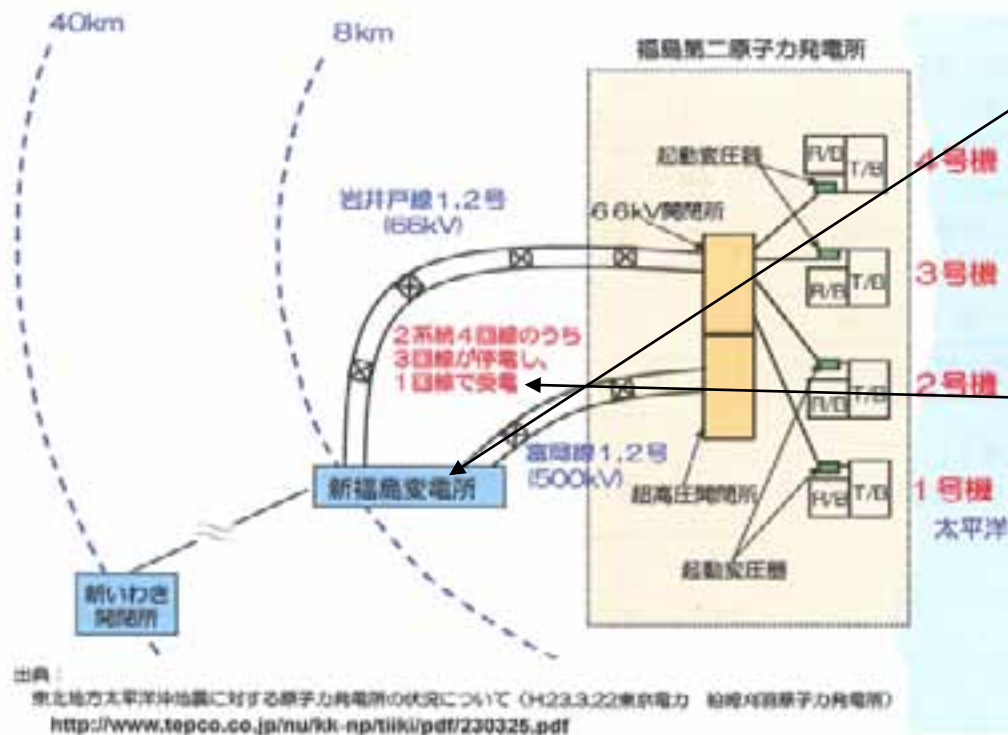 40km
8km
福島第二原子力発電所
岩井戸線1,2号
(66kV)
起動変圧器
66kV開閉所
R/B
T/B
4号機
R/B
T/B
3号機
2系統4回線のうち
3回線が停電し、
1回線で受電
R/B
T/B
2号機
富岡線1,2号
(500kV)
新福島変電所
超高圧開閉所
R/B
T/B
1号機
太平洋
起動変圧器
新いわき
開閉所
出典：
東北地方太平洋沖地震に対する原子力発電所の状況について（H23.3.22東京電力　柏崎刈羽原子力発電所）
http://www.tepco.co.jp/nu/kk-np/tiiki/pdf/230325.pdf